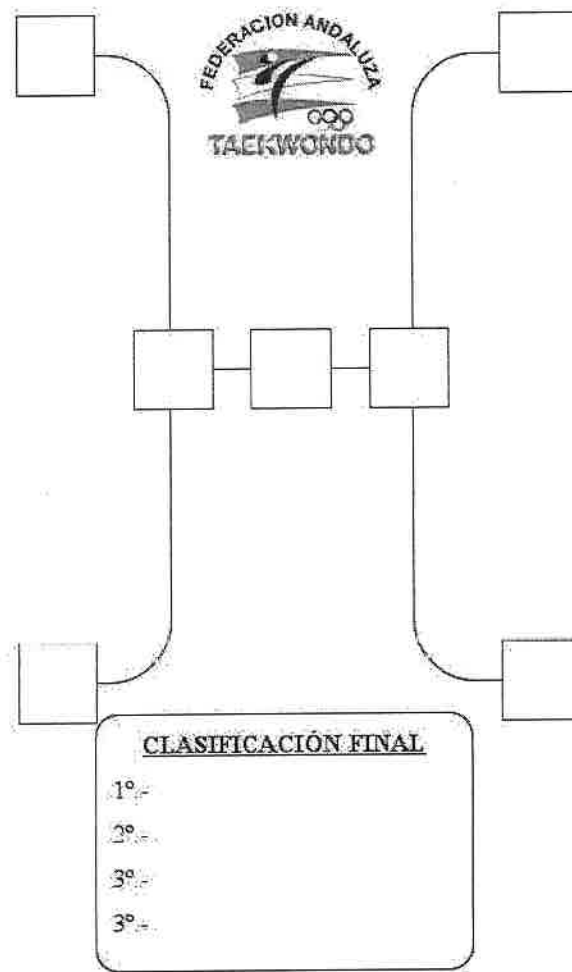 FEDERACION ANDALUZA
TAEKWONDO
CLASIFICACIÓN FINAL
1º.-
2º.-
3º.-
3º.-